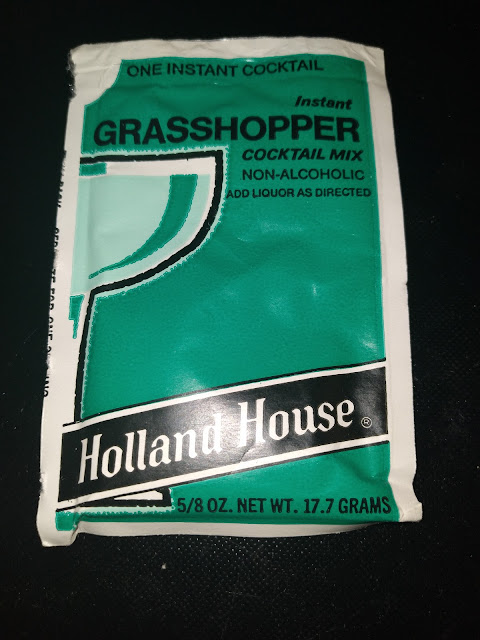 ONE INSTANT COCKTAIL
Instant
GRASSHOPPER
COCKTAIL MIX
NON-ALCOHOLIC
ADD LIQUOR AS DIRECTED
Holland House ®
5/8 OZ. NET WT. 17.7 GRAMS